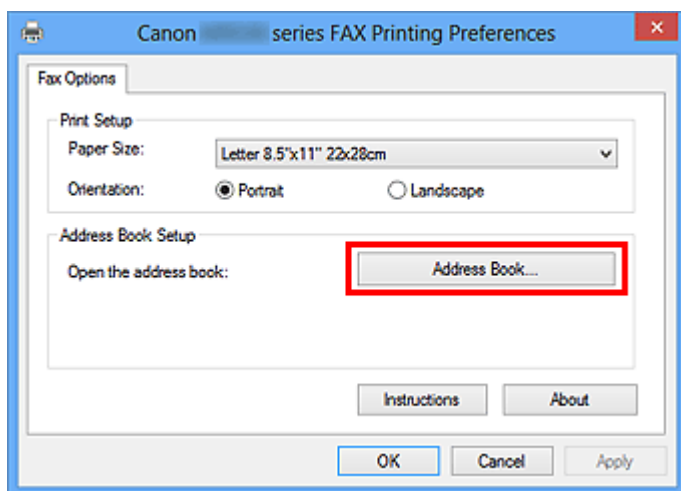 Canon series FAX Printing Preferences
Fax Options
Print Setup
Paper Size: Letter 8.5"x11" 22x28cm
Orientation: Portrait Landscape
Address Book Setup
Open the address book: Address Book...
Instructions About
OK Cancel Apply